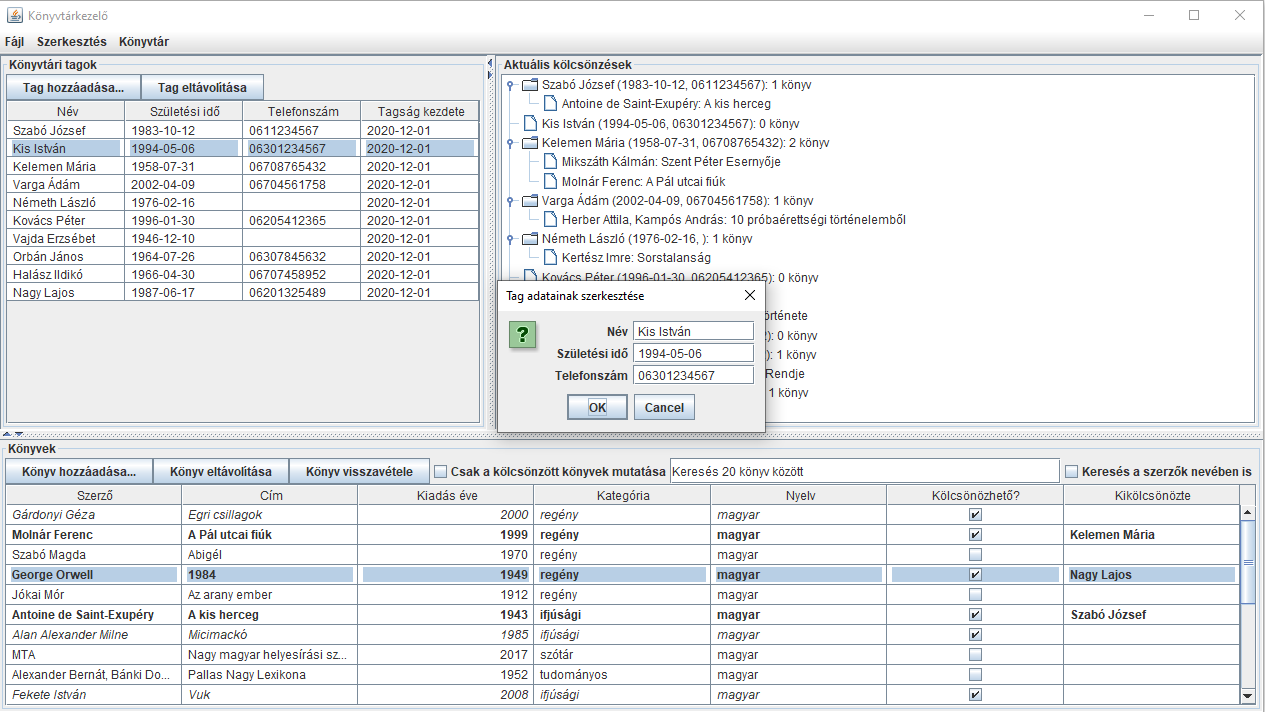 Könyvtárkezelő
Fájl Szerkesztés Könyvtár
Könyvtári tagok
Tag hozzáadása... Tag eltávolítása
Név Születési idő Telefonszám Tagság kezdete
Szabó József 1983-10-12 0611234567 2020-12-01
Kis István 1994-05-06 06301234567 2020-12-01
Kelemen Mária 1958-07-31 06708765432 2020-12-01
Varga Ádám 2002-04-09 06704561758 2020-12-01
Németh László 1976-02-16 2020-12-01
Kovács Péter 1996-01-30 06205412365 2020-12-01
Vajda Erzsébet 1946-12-10 2020-12-01
Orbán János 1964-07-26 06307845632 2020-12-01
Halász Ildikó 1966-04-30 06707458952 2020-12-01
Nagy Lajos 1987-06-17 06201325489 2020-12-01
Aktuális kölcsönzések
Szabó József (1983-10-12, 0611234567): 1 könyv
Antoine de Saint-Exupéry: A kis herceg
Kis István (1994-05-06, 06301234567): 0 könyv
Kelemen Mária (1958-07-31, 06708765432): 2 könyv
Mikszáth Kálmán: Szent Péter Esernyője
Molnár Ferenc: A Pál utcai fiúk
Varga Ádám (2002-04-09, 06704561758): 1 könyv
Herber Attila, Kampós András: 10 próbaérettségi történelemből
Németh László (1976-02-16, ): 1 könyv
Kertész Imre: Sorstalanság
Kovács Péter (1996-01-30, 06205412365): 0 könyv
örténete
2): 0 könyv
): 1 könyv
Rendje
1 könyv
Tag adatainak szerkesztése
?
Név Kis István
Születési idő 1994-05-06
Telefonszám 06301234567
OK Cancel
Könyvek
Könyv hozzáadása... Könyv eltávolítása Könyv visszavétele Csak a kölcsönzött könyvek mutatása Keresés 20 könyv között Keresés a szerzők nevében is
Szerző Cím Kiadás éve Kategória Nyelv Kölcsönözhető? Kikölcsönözte
Gárdonyi Géza Egri csillagok 2000 regény magyar
Molnár Ferenc A Pál utcai fiúk 1999 regény magyar Kelemen Mária
Szabó Magda Abigél 1970 regény magyar
George Orwell 1984 1949 regény magyar Nagy Lajos
Jókai Mór Az arany ember 1912 regény magyar
Antoine de Saint-Exupéry A kis herceg 1943 ifjúsági magyar Szabó József
Alan Alexander Milne Micimackó 1985 ifjúsági magyar
MTA Nagy magyar helyesírási sz... 2017 szótár magyar
Alexander Bernát, Bánki Do... Pallas Nagy Lexikona 1952 tudományos magyar
Fekete István Vuk 2008 ifjúsági magyar